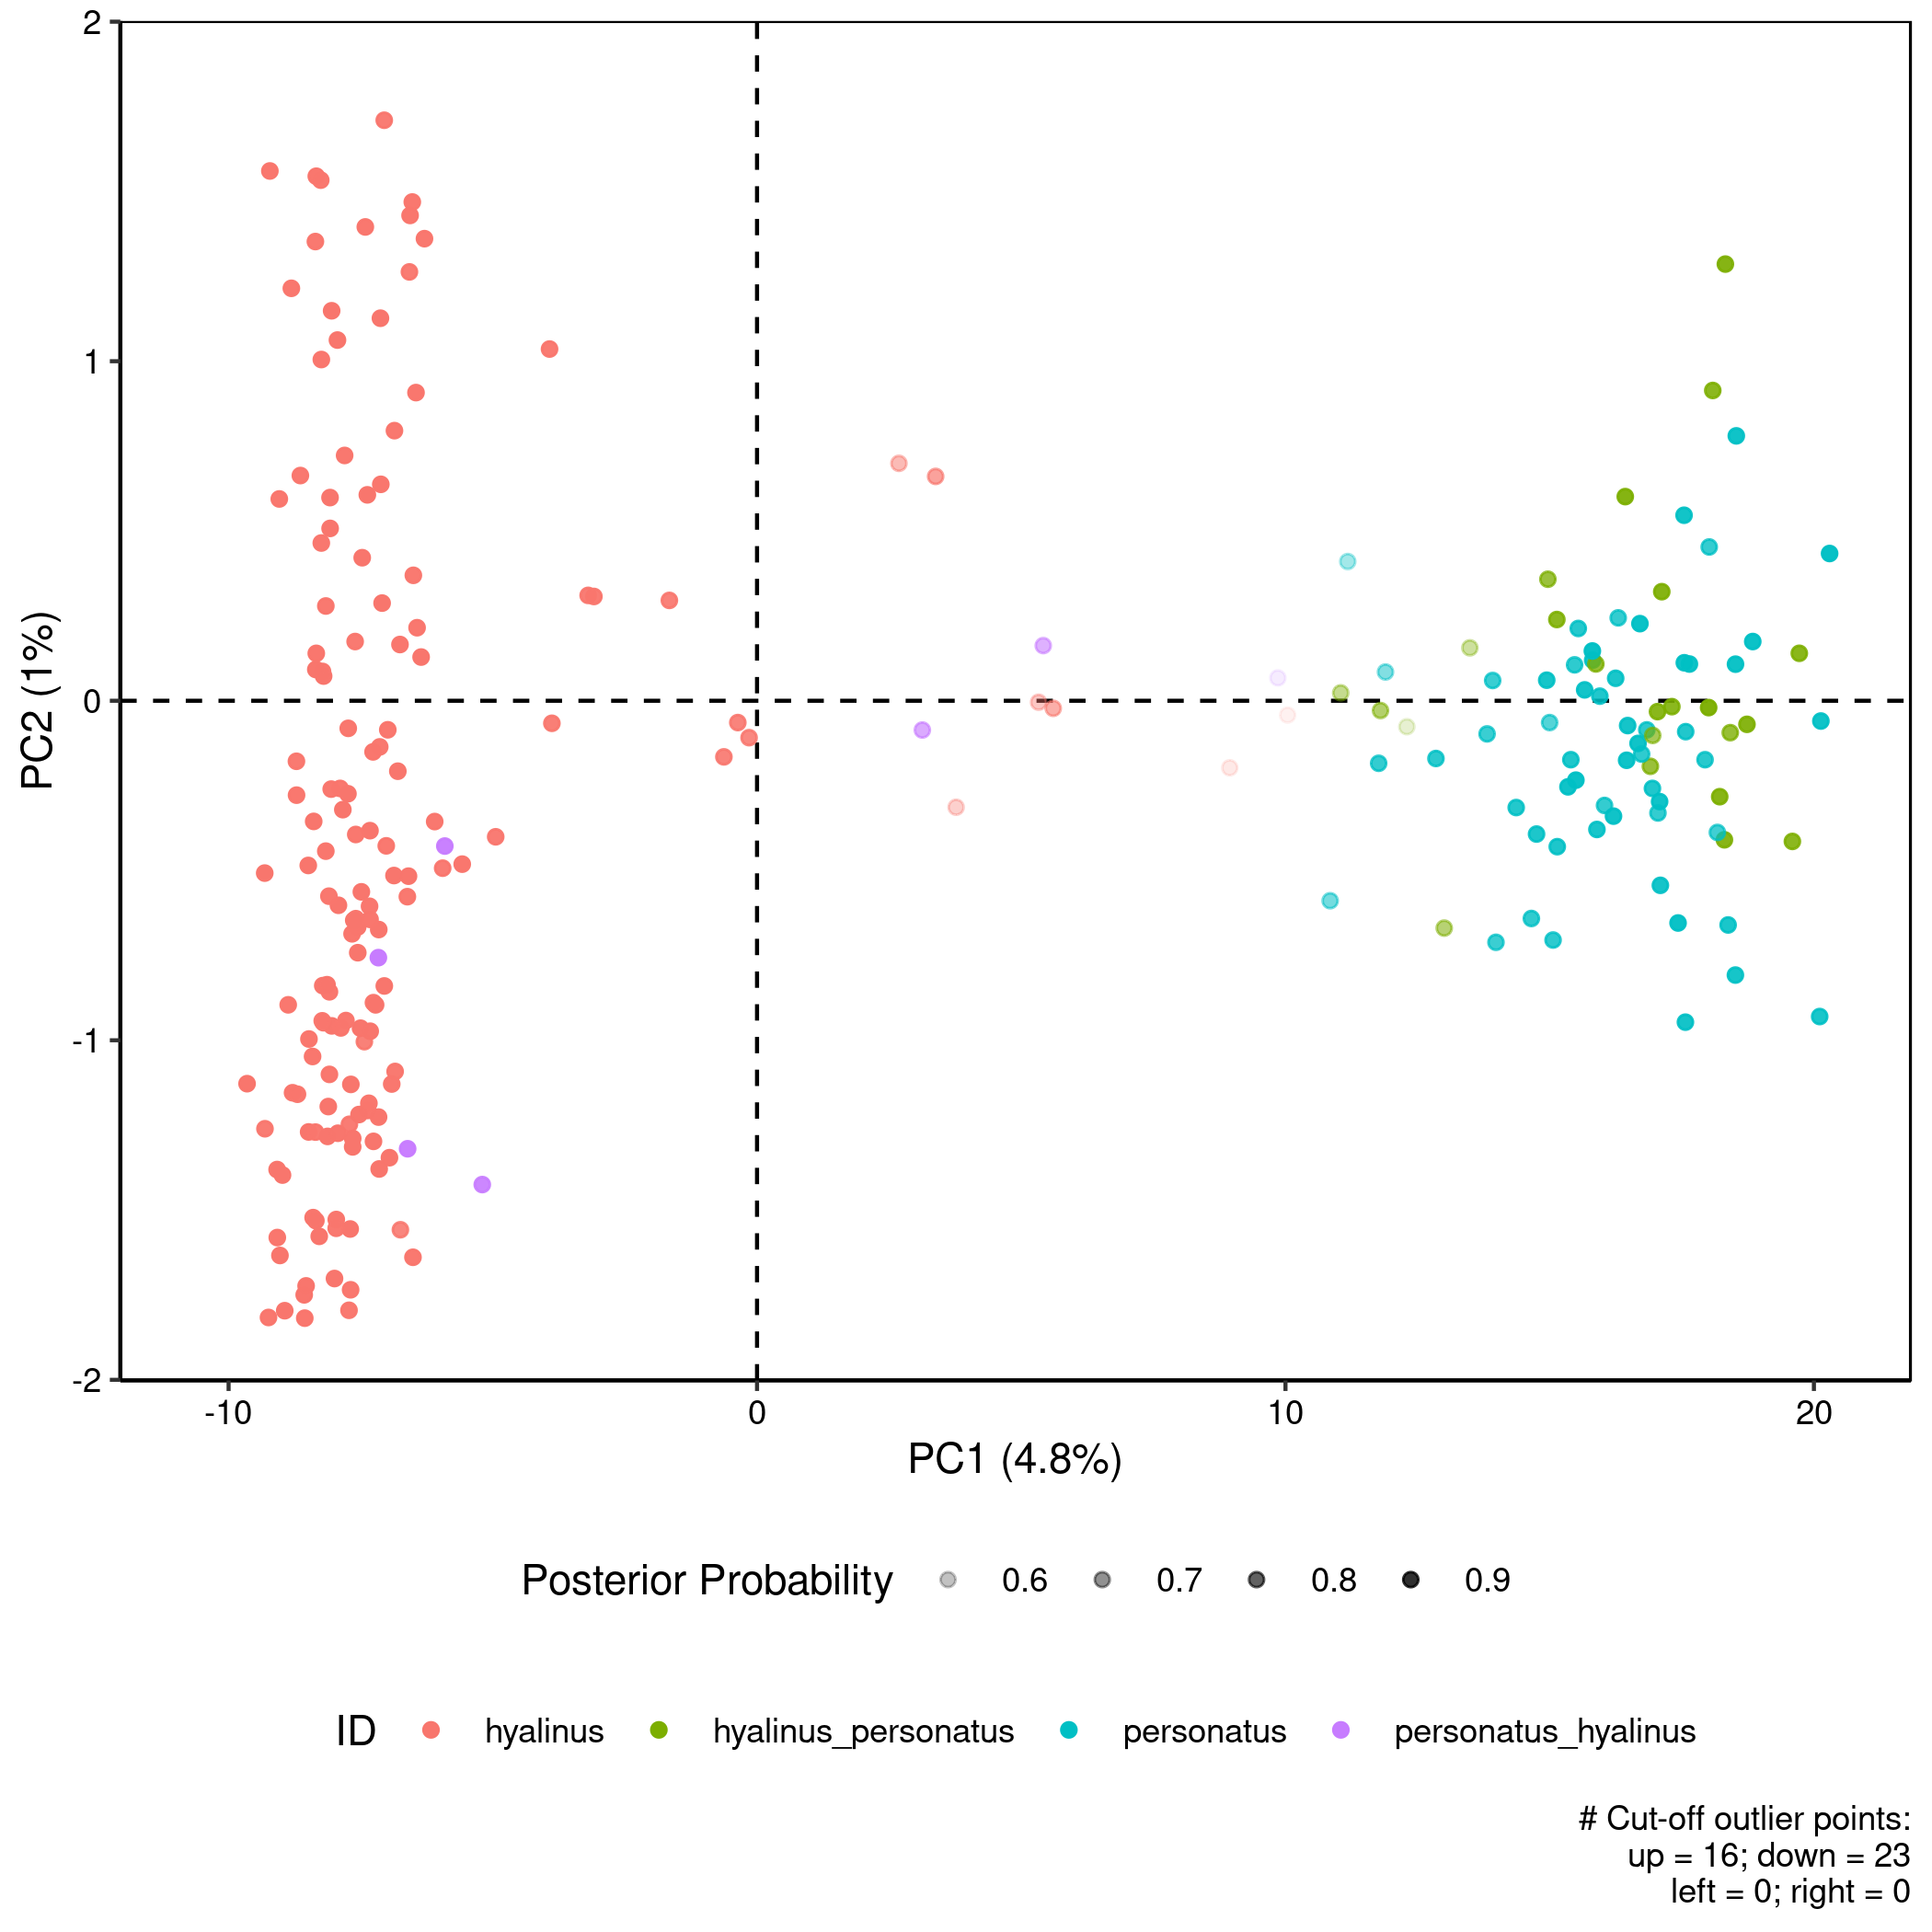 2
1
0
-1
-2
PC2 (1%)
-10 0 10 20
PC1 (4.8%)
Posterior Probability 0.6 0.7 0.8 0.9
ID hyalinus hyalinus_personatus personatus personatus_hyalinus
# Cut-off outlier points:
up = 16; down = 23
left = 0; right = 0